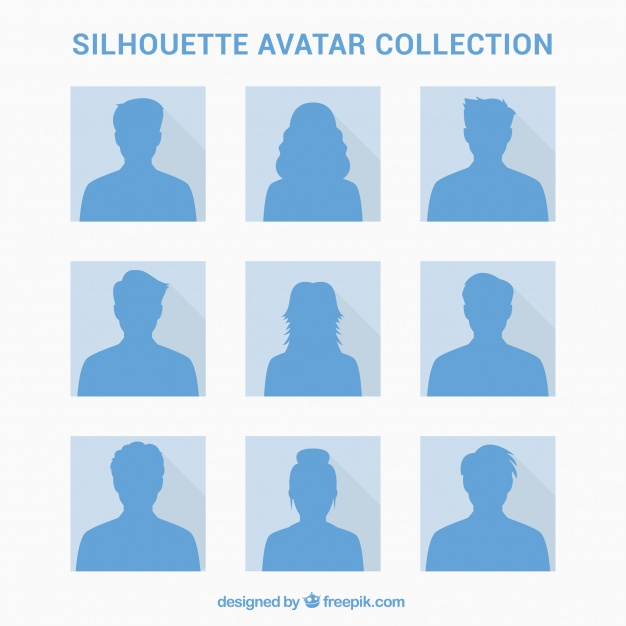 SILHOUETTE AVATAR COLLECTION
designed by freepik.com